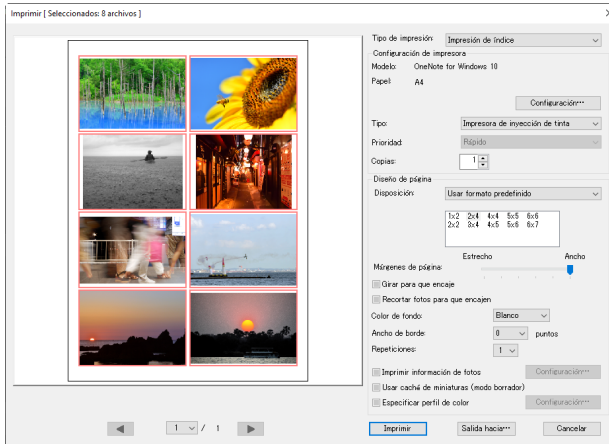 Imprimir [ Seleccionados: 8 archivos ]
Tipo de impresión: Impresión de índice
Configuración de impresora
Modelo: OneNote for Windows 10
Papel: A4
Configuración...
Tipo: Impresora de inyección de tinta
Prioridad: Rápido
Copias: 1
Diseño de página
Disposición: Usar formato predefinido
1x2 2x4 4x4 5x5 6x6
2x2 3x4 4x5 5x6 6x7
Estrecho Ancho
Márgenes de página:
Girar para que encaje
Recortar fotos para que encajen
Color de fondo: Blanco
Ancho de borde: 0 puntos
Repeticiones: 1
Imprimir información de fotos Configuración...
Usar caché de miniaturas (modo borrador)
Especificar perfil de color Configuración...
1 / 1 Imprimir Salida hacia... Cancelar